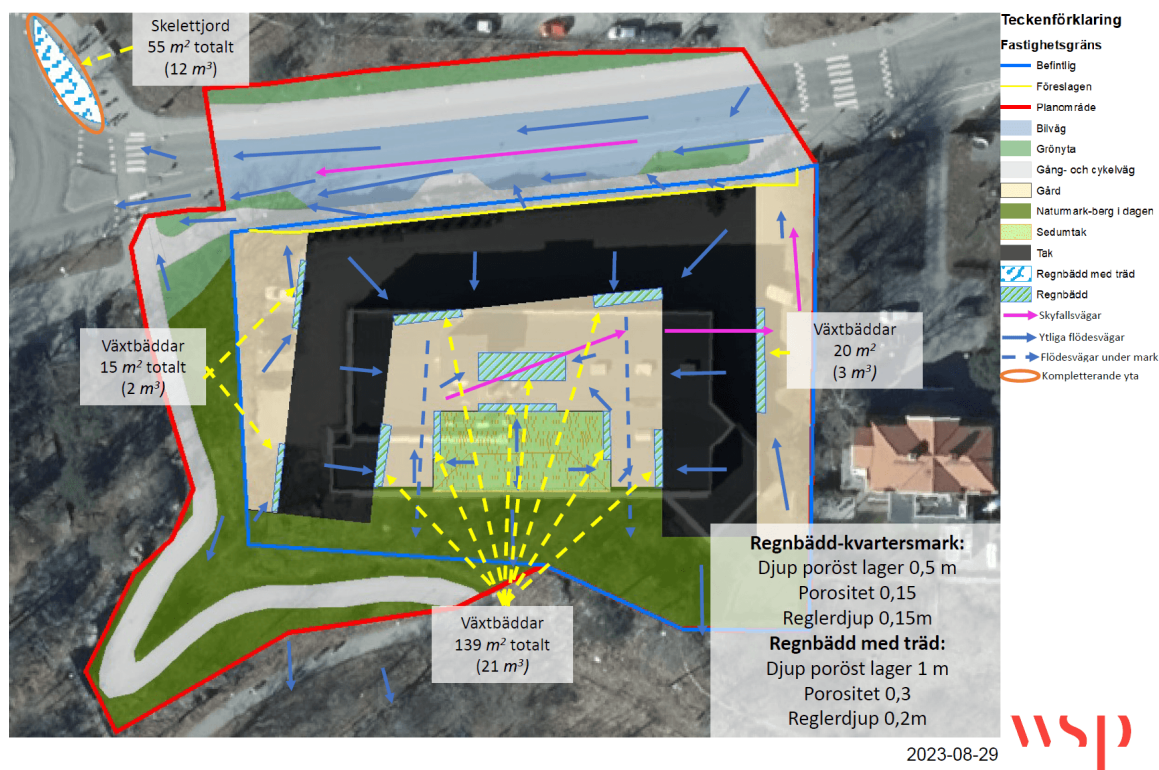 Skelettjord
55 m² totalt
(12 m³)
Växtbäddar
15 m² totalt
(2 m³)
Växtbäddar
20 m²
(3 m³)
Växtbäddar
139 m² totalt
(21 m³)
Regnbädd-kvartersmark:
Djup poröst lager 0,5 m
Porositet 0,15
Reglerdjup 0,15m
Regnbädd med träd:
Djup poröst lager 1 m
Porositet 0,3
Reglerdjup 0,2m
Teckenförklaring
Fastighetsgräns
Befintlig
Föreslagen
Planområde
Bilväg
Grönyta
Gång- och cykelväg
Gård
Naturmark-berg i dagen
Sedumtak
Tak
Regnbädd med träd
Regnbädd
Skyfallsvägar
Ytliga flödesvägar
Flödesvägar under mark
Kompletterande yta
2023-08-29
wsp